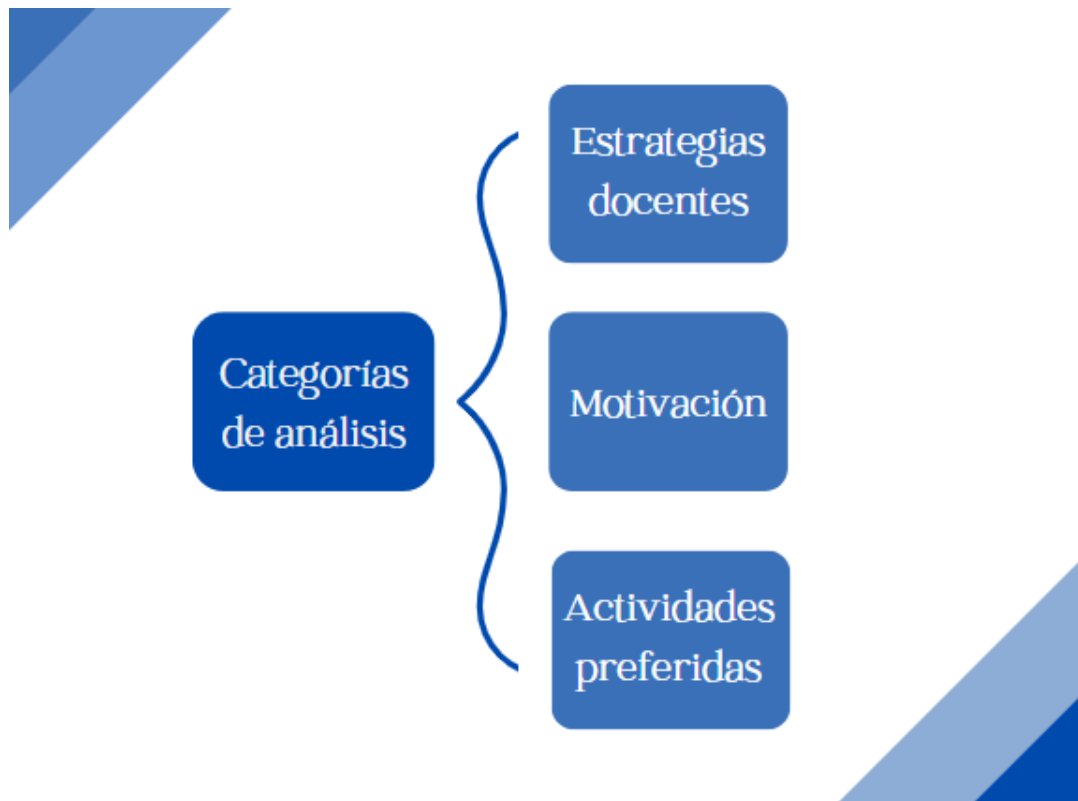 Estrategias
docentes
Categorías
de análisis
Motivación
Actividades
preferidas